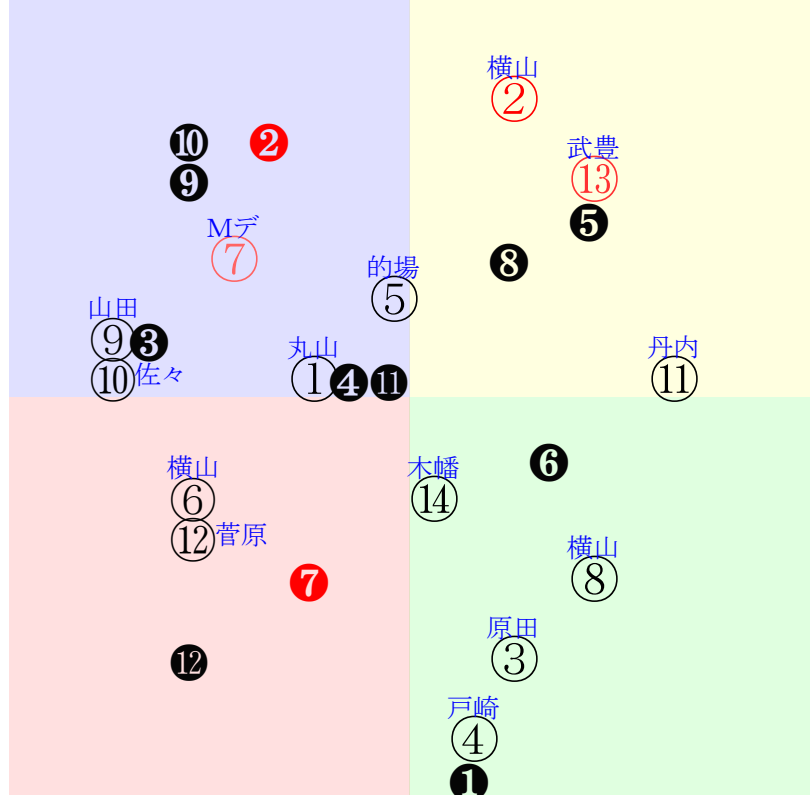 横山
②
❿ ❷
武豊
⑬
❾
❺
Mデ
⑦
❽
的場
⑤
山田
⑨❸
丸山
丹内
⑩佐々
①❹⓫
⑪
横山
⑥
木幡
⑭
❻
⑫菅原
横山
⑧
❼
原田
③
⓬
戸崎
④
❶